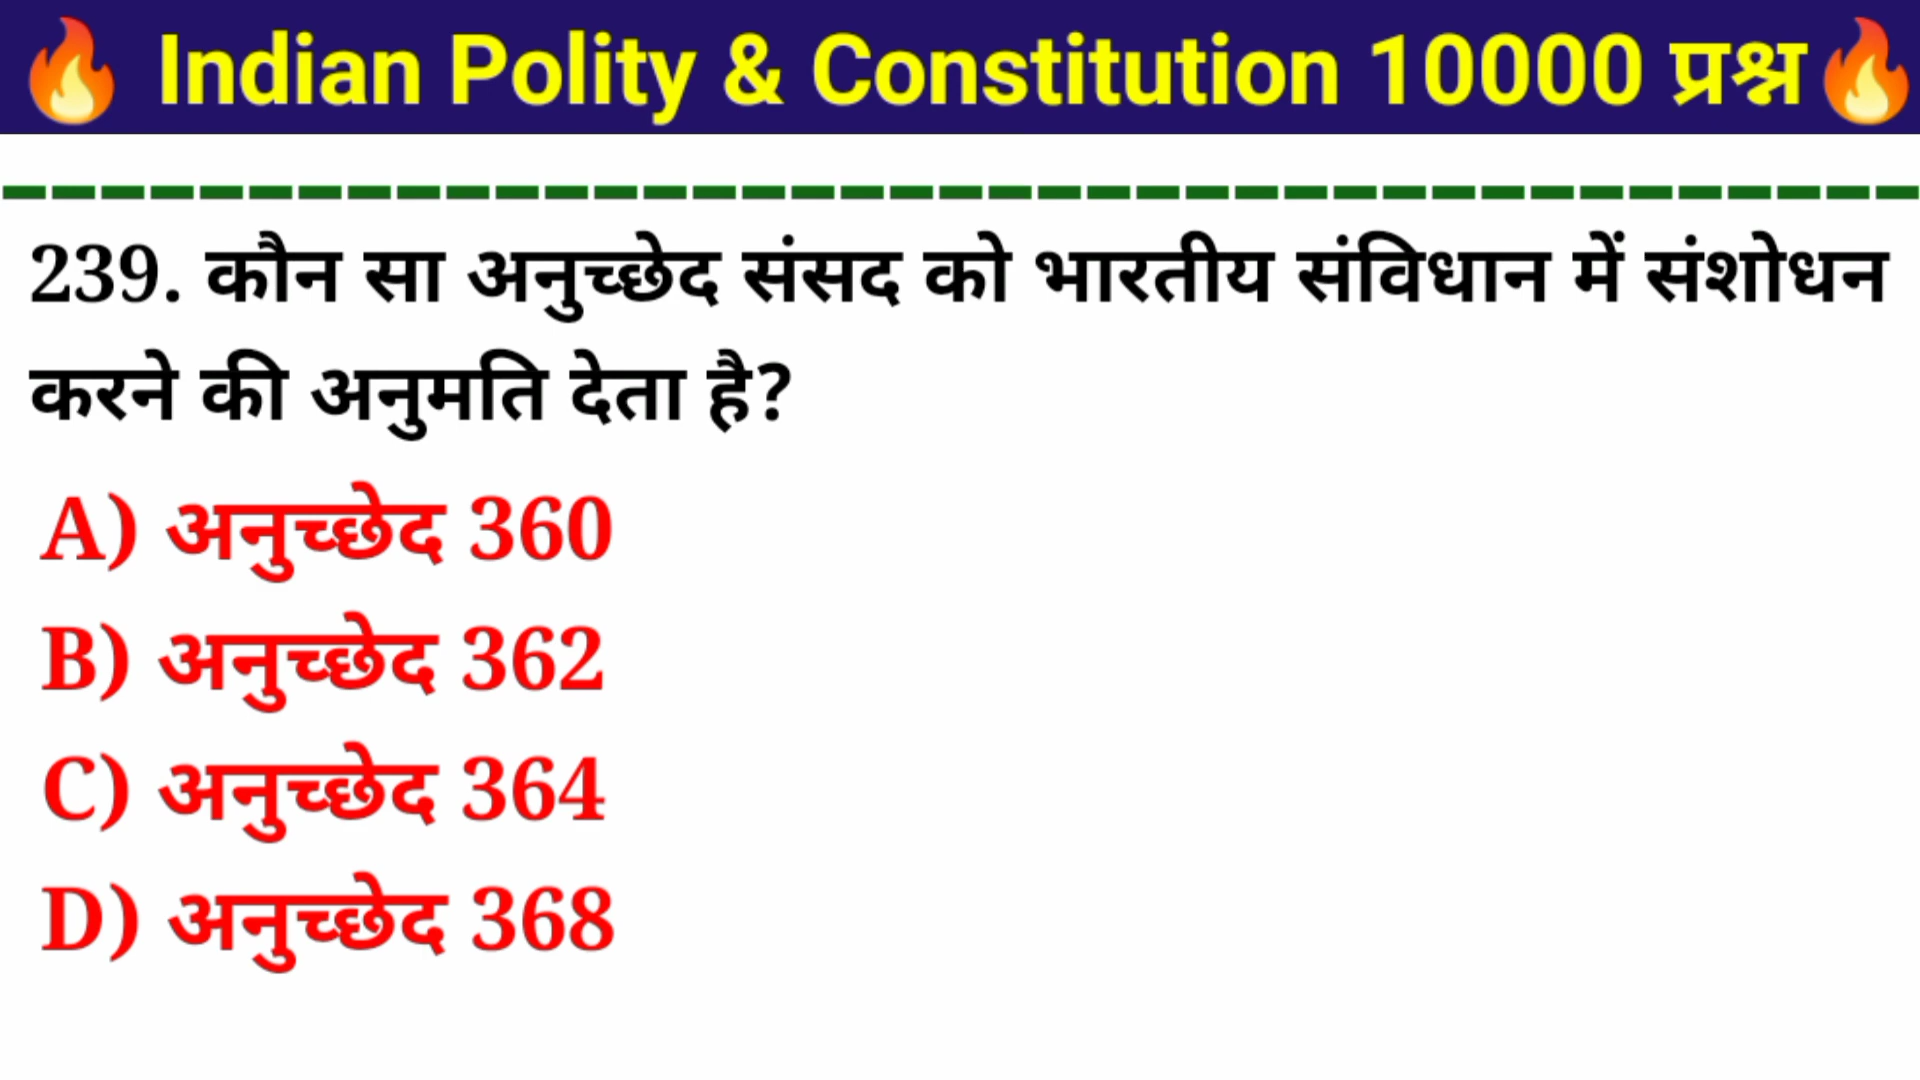 🔥 Indian Polity & Constitution 10000 प्रश्न🔥
239. कौन सा अनुच्छेद संसद को भारतीय संविधान में संशोधन
करने की अनुमति देता है?
A) अनुच्छेद 360
B) अनुच्छेद 362
C) अनुच्छेद 364
D) अनुच्छेद 368